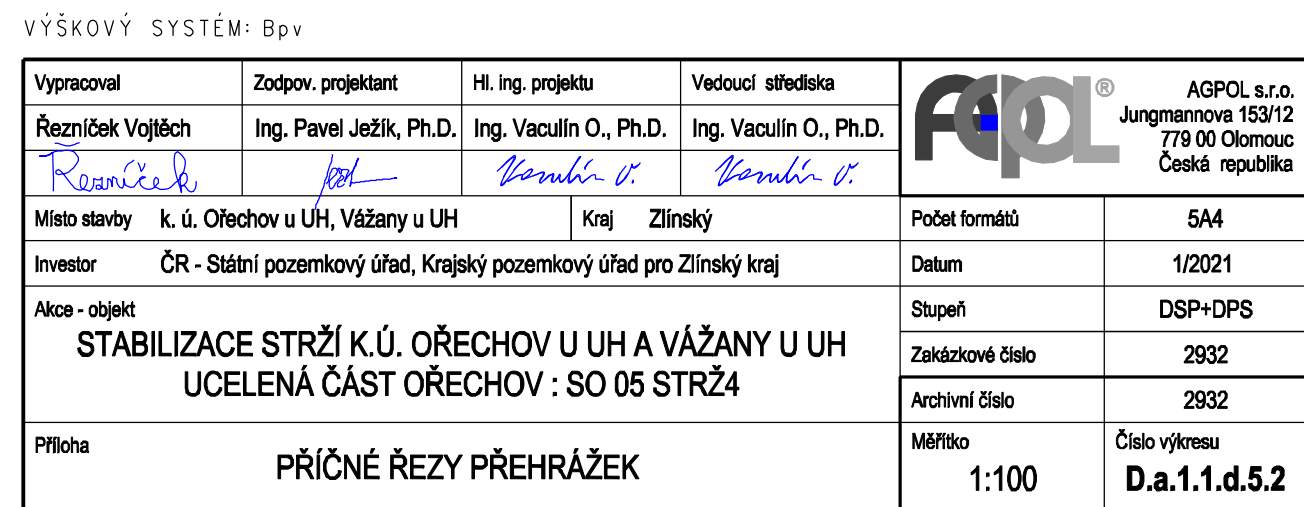 VÝŠKOVÝ SYSTÉM: Bpv
Vypracoval
Zodpov. projektant
Hl. ing. projektu
Vedoucí střediska
Řezníček Vojtěch
Ing. Pavel Ježík, Ph.D.
Ing. Vaculín O., Ph.D.
Ing. Vaculín O., Ph.D.
Řezníček
Vaculín O.
Vaculín O.
AGPOL®
AGPOL s.r.o.
Jungmannova 153/12
779 00 Olomouc
Česká republika
Místo stavby k. ú. Ořechov u UH, Vážany u UH
Kraj Zlínský
Počet formátů 5A4
Investor ČR - Státní pozemkový úřad, Krajský pozemkový úřad pro Zlínský kraj
Datum 1/2021
Akce - objekt
STABILIZACE STRŽÍ K.Ú. OŘECHOV U UH A VÁŽANY U UH
UCELENÁ ČÁST OŘECHOV : SO 05 STRŽ4
Stupeň DSP+DPS
Zakázkové číslo 2932
Archivní číslo 2932
Příloha
PŘÍČNÉ ŘEZY PŘEHRÁŽEK
Měřítko
1:100
Číslo výkresu
D.a.1.1.d.5.2